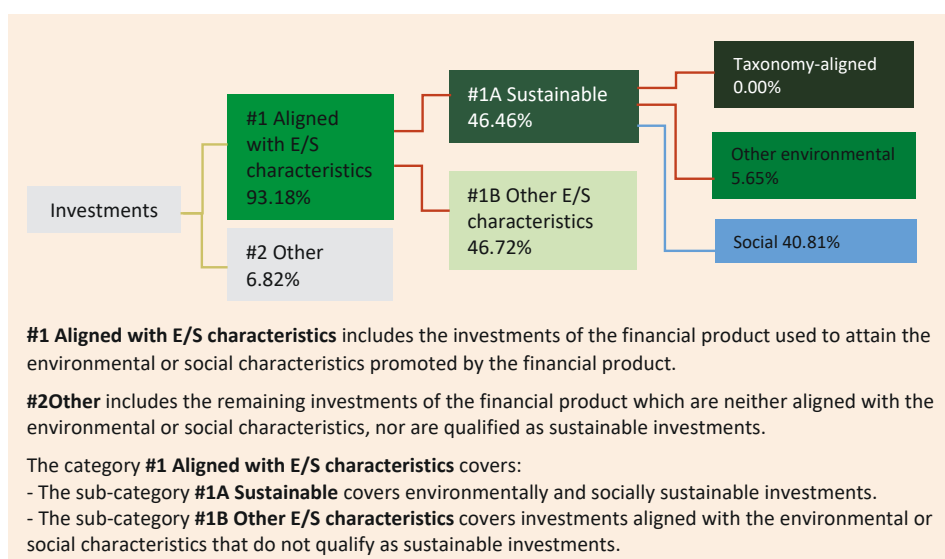 Investments
#1 Aligned
with E/S
characteristics
93.18%
#2 Other
6.82%
#1A Sustainable
46.46%
#1B Other E/S
characteristics
46.72%
Taxonomy-aligned
0.00%
Other environmental
5.65%
Social 40.81%
#1 Aligned with E/S characteristics includes the investments of the financial product used to attain the
environmental or social characteristics promoted by the financial product.
#2Other includes the remaining investments of the financial product which are neither aligned with the
environmental or social characteristics, nor are qualified as sustainable investments.
The category #1 Aligned with E/S characteristics covers:
- The sub-category #1A Sustainable covers environmentally and socially sustainable investments.
- The sub-category #1B Other E/S characteristics covers investments aligned with the environmental or
social characteristics that do not qualify as sustainable investments.